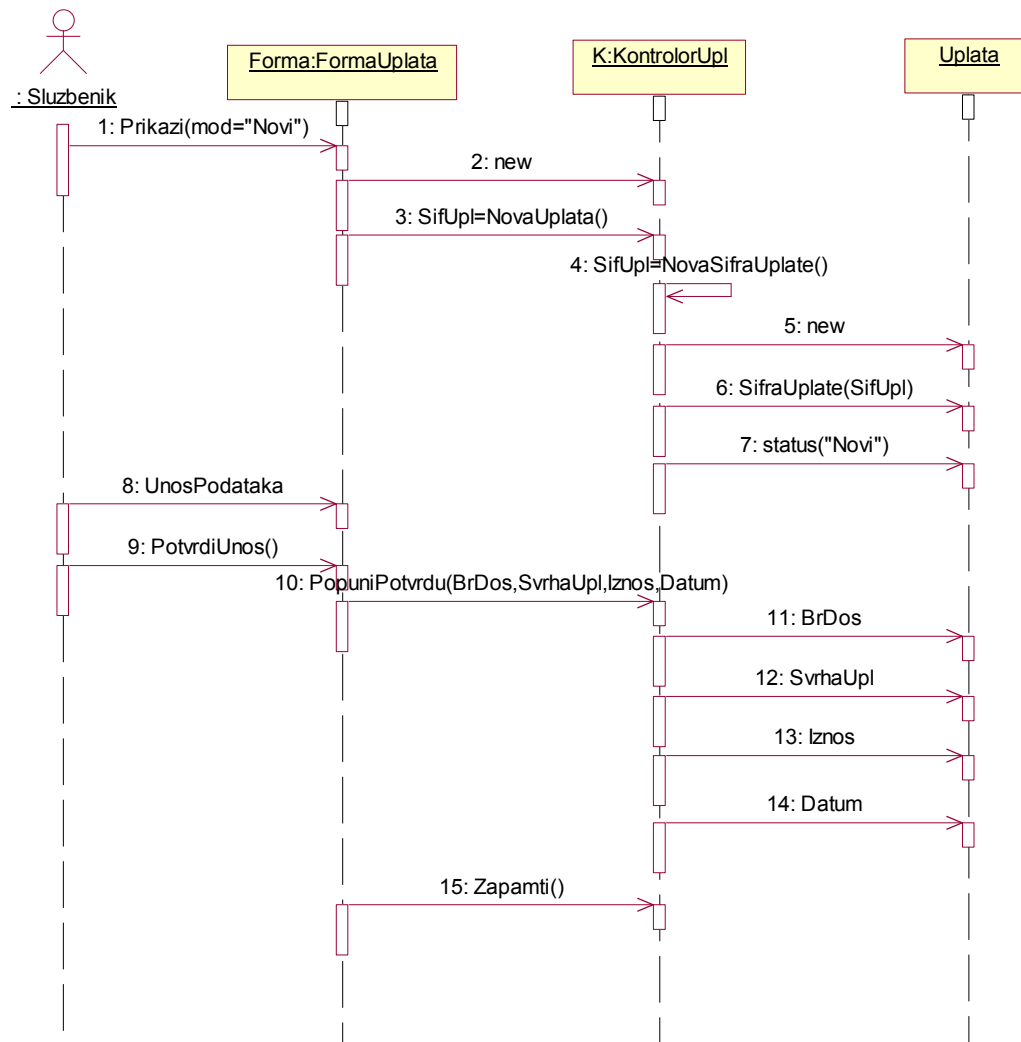 : Sluzbenik
Forma:FormaUplata
K:KontrolorUpl
Uplata
1: Prikazi(mod="Novi")
2: new
3: SifUpl=NovaUplata()
4: SifUpl=NovaSifraUplate()
5: new
6: SifraUplate(SifUpl)
7: status("Novi")
8: UnosPodataka
9: PotvrdiUnos()
10: PopuniPotvrdu(BrDos,SvrhaUpl,Iznos,Datum)
11: BrDos
12: SvrhaUpl
13: Iznos
14: Datum
15: Zapamti()